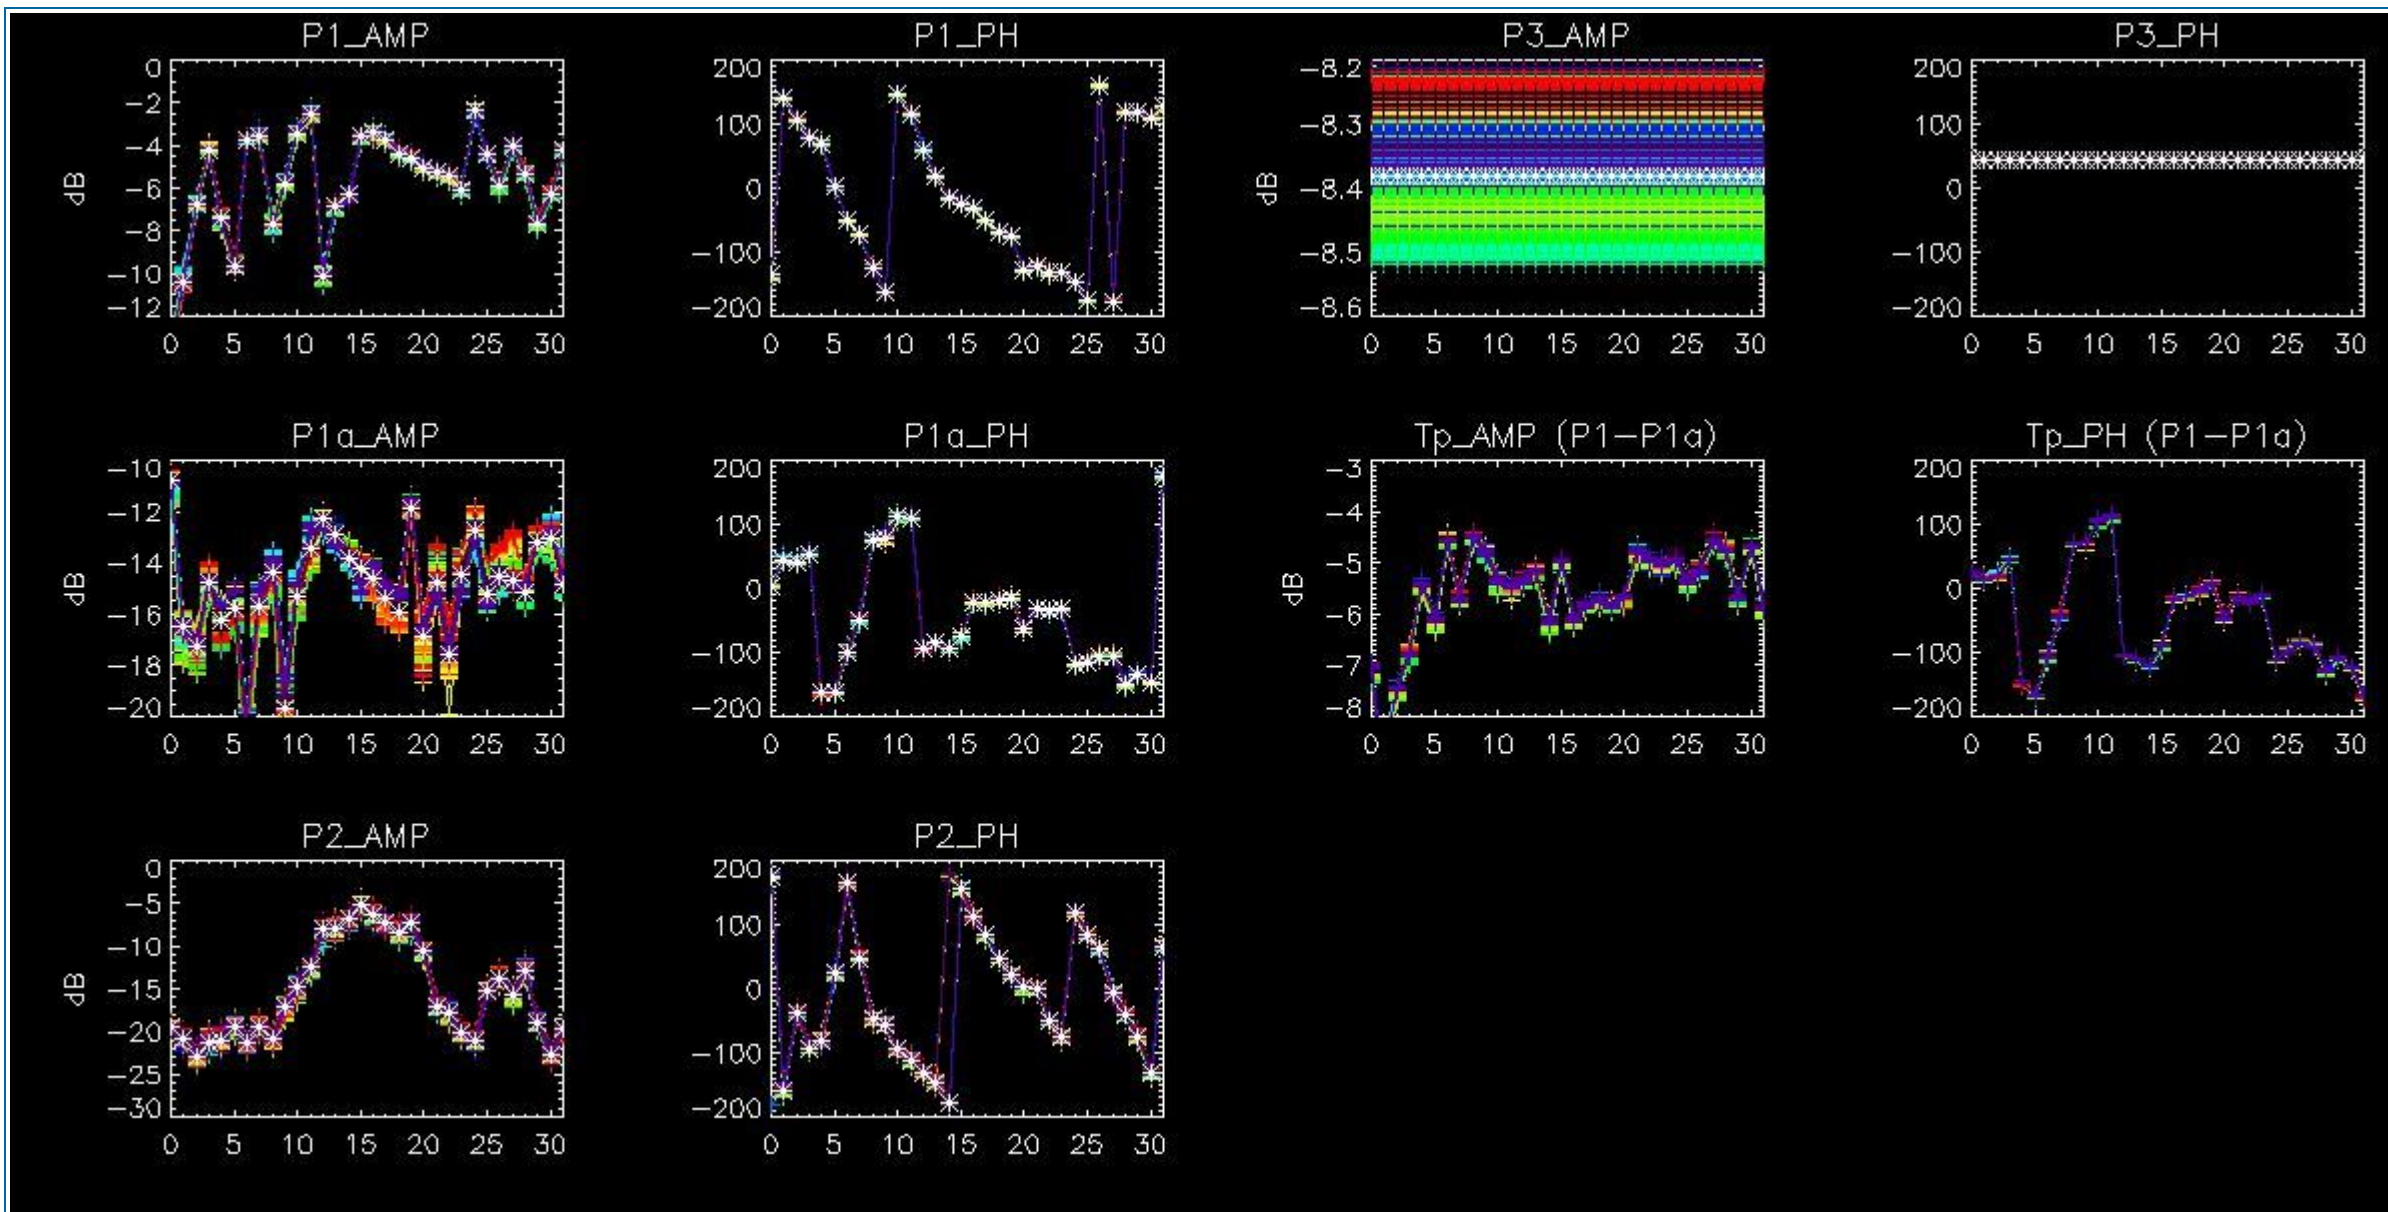 P1_AMP P1_PH P3_AMP P3_PH
0 200 −8.2 200
−2
100 −8.3 100
−4
dB −6 0 dB −8.4 0
−8
−100 −8.5 −100
−10
−12 −200 −8.6 −200
0 5 10 15 20 25 30 0 5 10 15 20 25 30 0 5 10 15 20 25 30 0 5 10 15 20 25 30
P1a_AMP P1a_PH Tp_AMP (P1−P1a) Tp_PH (P1−P1a)
−10 200 −3 200
−12 100 −4 100
−14 −5
dB 0 dB 0
−16 −6
−18 −100 −7 −100
−20 −200 −8 −200
0 5 10 15 20 25 30 0 5 10 15 20 25 30 0 5 10 15 20 25 30 0 5 10 15 20 25 30
P2_AMP P2_PH
0 200
−5
100
−10
dB −15 0
−20
−100
−25
−30 −200
0 5 10 15 20 25 30 0 5 10 15 20 25 30